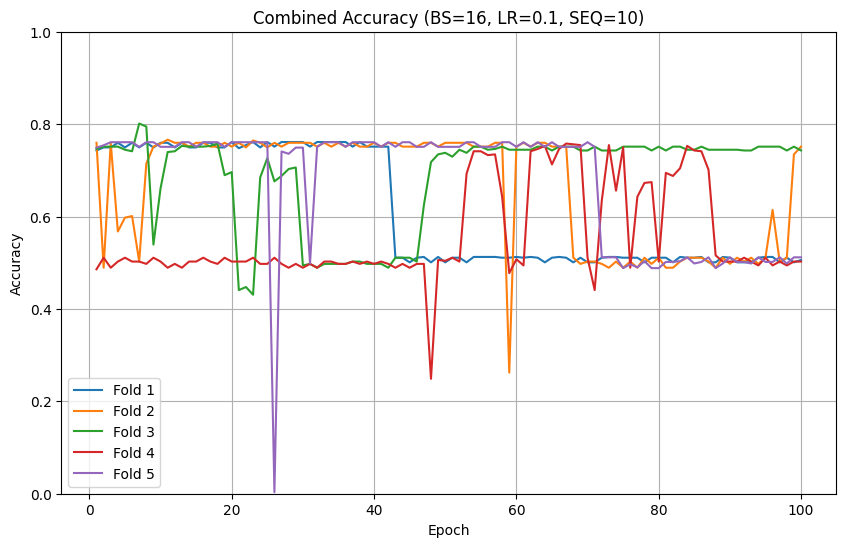 Combined Accuracy (BS=16, LR=0.1, SEQ=10)
1.0
0.8
0.6
0.4
0.2
0.0
Accuracy
Fold 1
Fold 2
Fold 3
Fold 4
Fold 5
0 20 40 60 80 100
Epoch